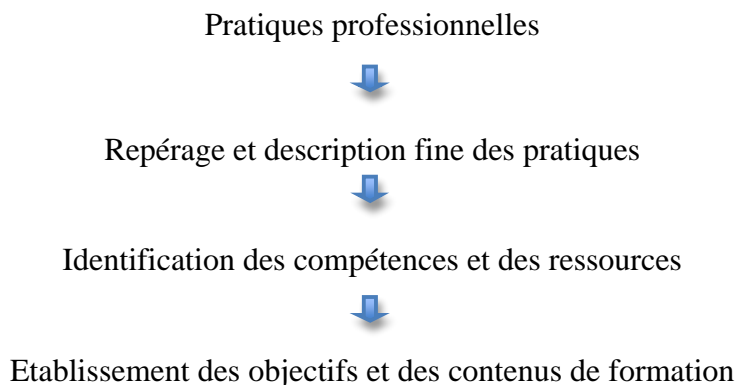 Pratiques professionnelles
Repérage et description fine des pratiques
Identification des compétences et des ressources
Etablissement des objectifs et des contenus de formation